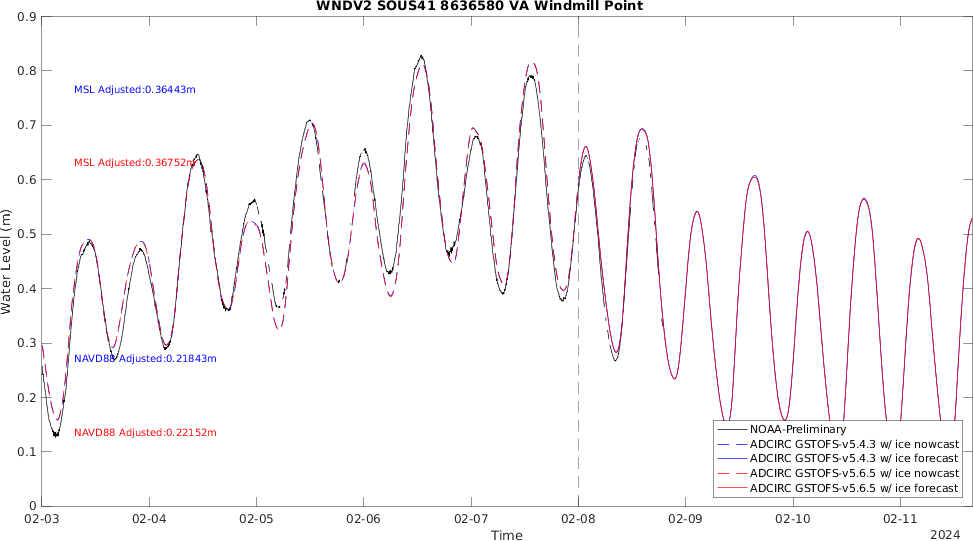 WNDV2 SOUS41 8636580 VA Windmill Point
0.9
0.8
0.7
0.6
0.5
0.4
0.3
0.2
0.1
0
Water Level (m)
MSL Adjusted:0.36443m
MSL Adjusted:0.36752m
NAVD88 Adjusted:0.21843m
NAVD88 Adjusted:0.22152m
NOAA-Preliminary
ADCIRC GSTOFS-v5.4.3 w/ ice nowcast
ADCIRC GSTOFS-v5.4.3 w/ ice forecast
ADCIRC GSTOFS-v5.6.5 w/ ice nowcast
ADCIRC GSTOFS-v5.6.5 w/ ice forecast
02-03 02-04 02-05 02-06 02-07 02-08 02-09 02-10 02-11
Time
2024